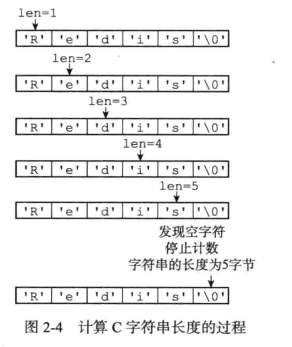 len=1
'R' 'e' 'd' 'i' 's' '\0'
len=2
'R' 'e' 'd' 'i' 's' '\0'
len=3
'R' 'e' 'd' 'i' 's' '\0'
len=4
'R' 'e' 'd' 'i' 's' '\0'
len=5
'R' 'e' 'd' 'i' 's' '\0'
发现空字符
停止计数
字符串的长度为5字节
'R' 'e' 'd' 'i' 's' '\0'
图 2-4 计算 C 字符串长度的过程